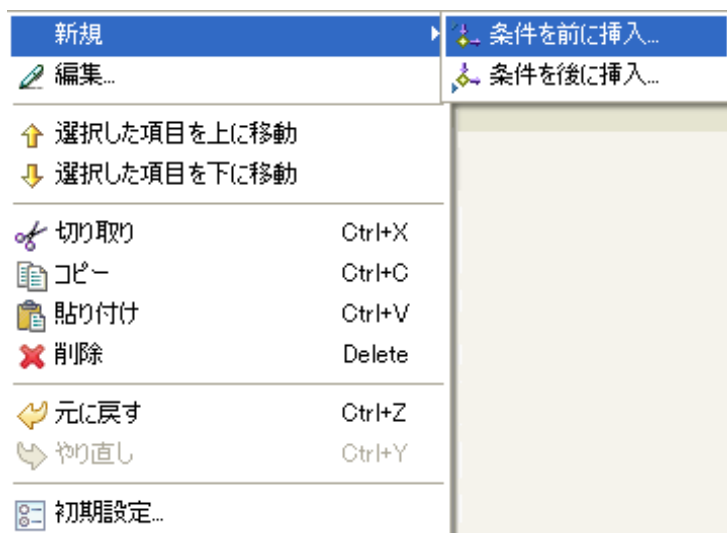 新規
条件を前に挿入...
編集...
条件を後に挿入...
選択した項目を上に移動
選択した項目を下に移動
切り取り Ctrl+X
コピー Ctrl+C
貼り付け Ctrl+V
削除 Delete
元に戻す Ctrl+Z
やり直し Ctrl+Y
初期設定...